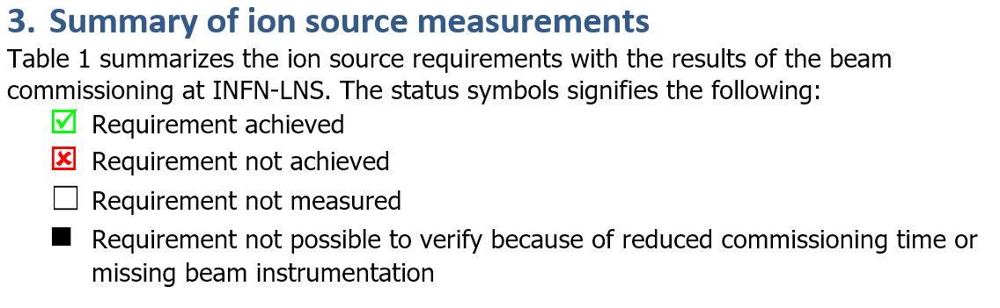 3. Summary of ion source measurements
Table 1 summarizes the ion source requirements with the results of the beam
commissioning at INFN-LNS. The status symbols signifies the following:
☑ Requirement achieved
☒ Requirement not achieved
☐ Requirement not measured
■ Requirement not possible to verify because of reduced commissioning time or
missing beam instrumentation